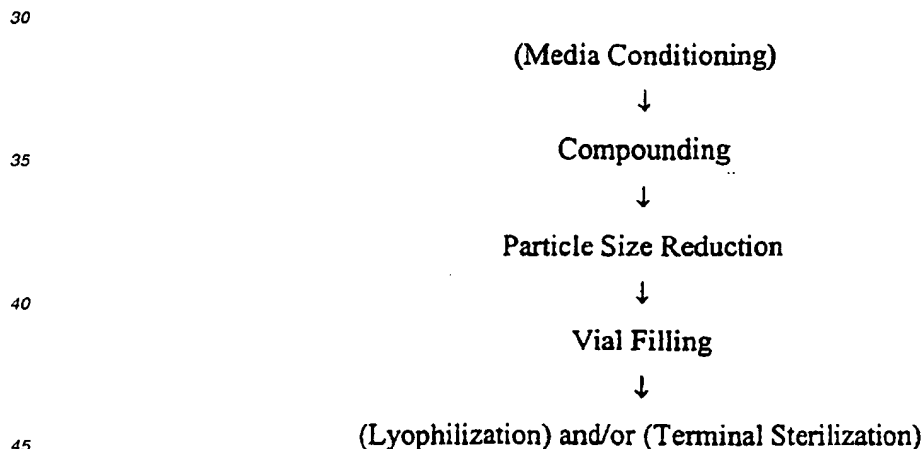 30
(Media Conditioning)
↓
35
Compounding
↓
Particle Size Reduction
↓
40
Vial Filling
↓
45
(Lyophilization) and/or (Terminal Sterilization)